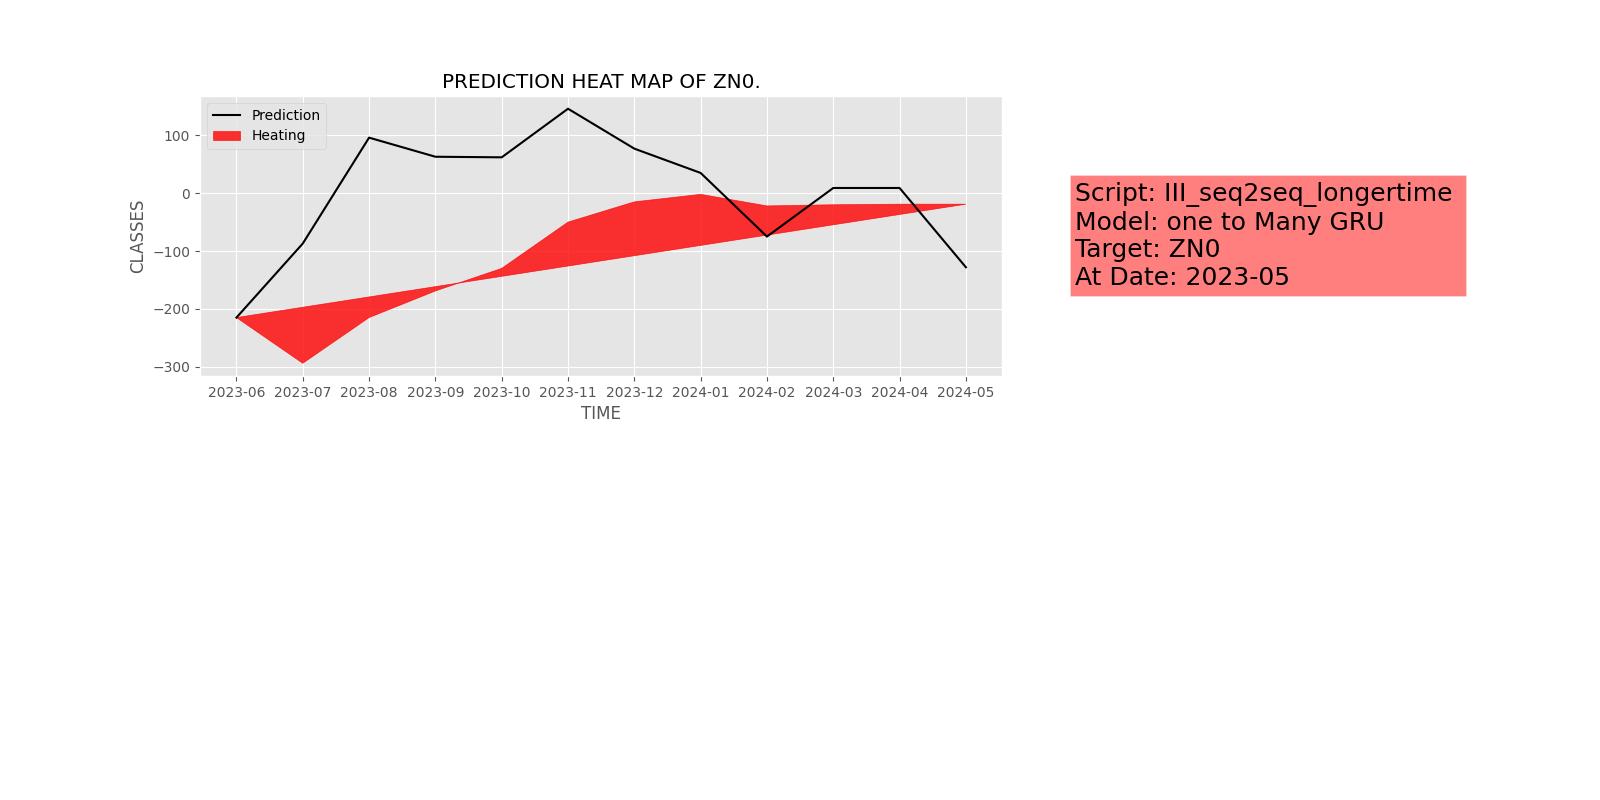 PREDICTION HEAT MAP OF ZN0.
Prediction
Heating
100
0
−100
−200
−300
CLASSES
2023-06 2023-07 2023-08 2023-09 2023-10 2023-11 2023-12 2024-01 2024-02 2024-03 2024-04 2024-05
TIME
Script: III_seq2seq_longertime
Model: one to Many GRU
Target: ZN0
At Date: 2023-05